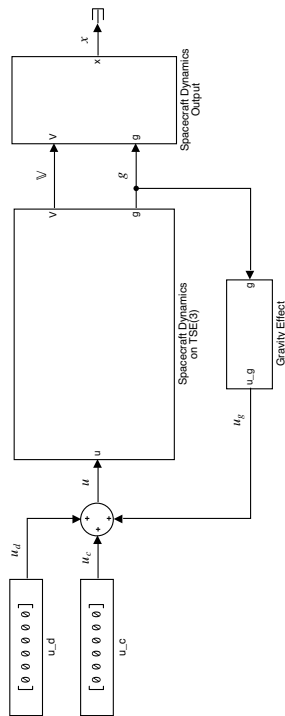 [0 0 0 0 0 0]
u_d
u_d
[0 0 0 0 0 0]
u_c
u_c
+
+
+
u
u
V
g
Spacecraft Dynamics
on TSE(3)
𝕍
g
V
g
x
Spacecraft Dynamics
Output
x
u_g
u_g
g
Gravity Effect